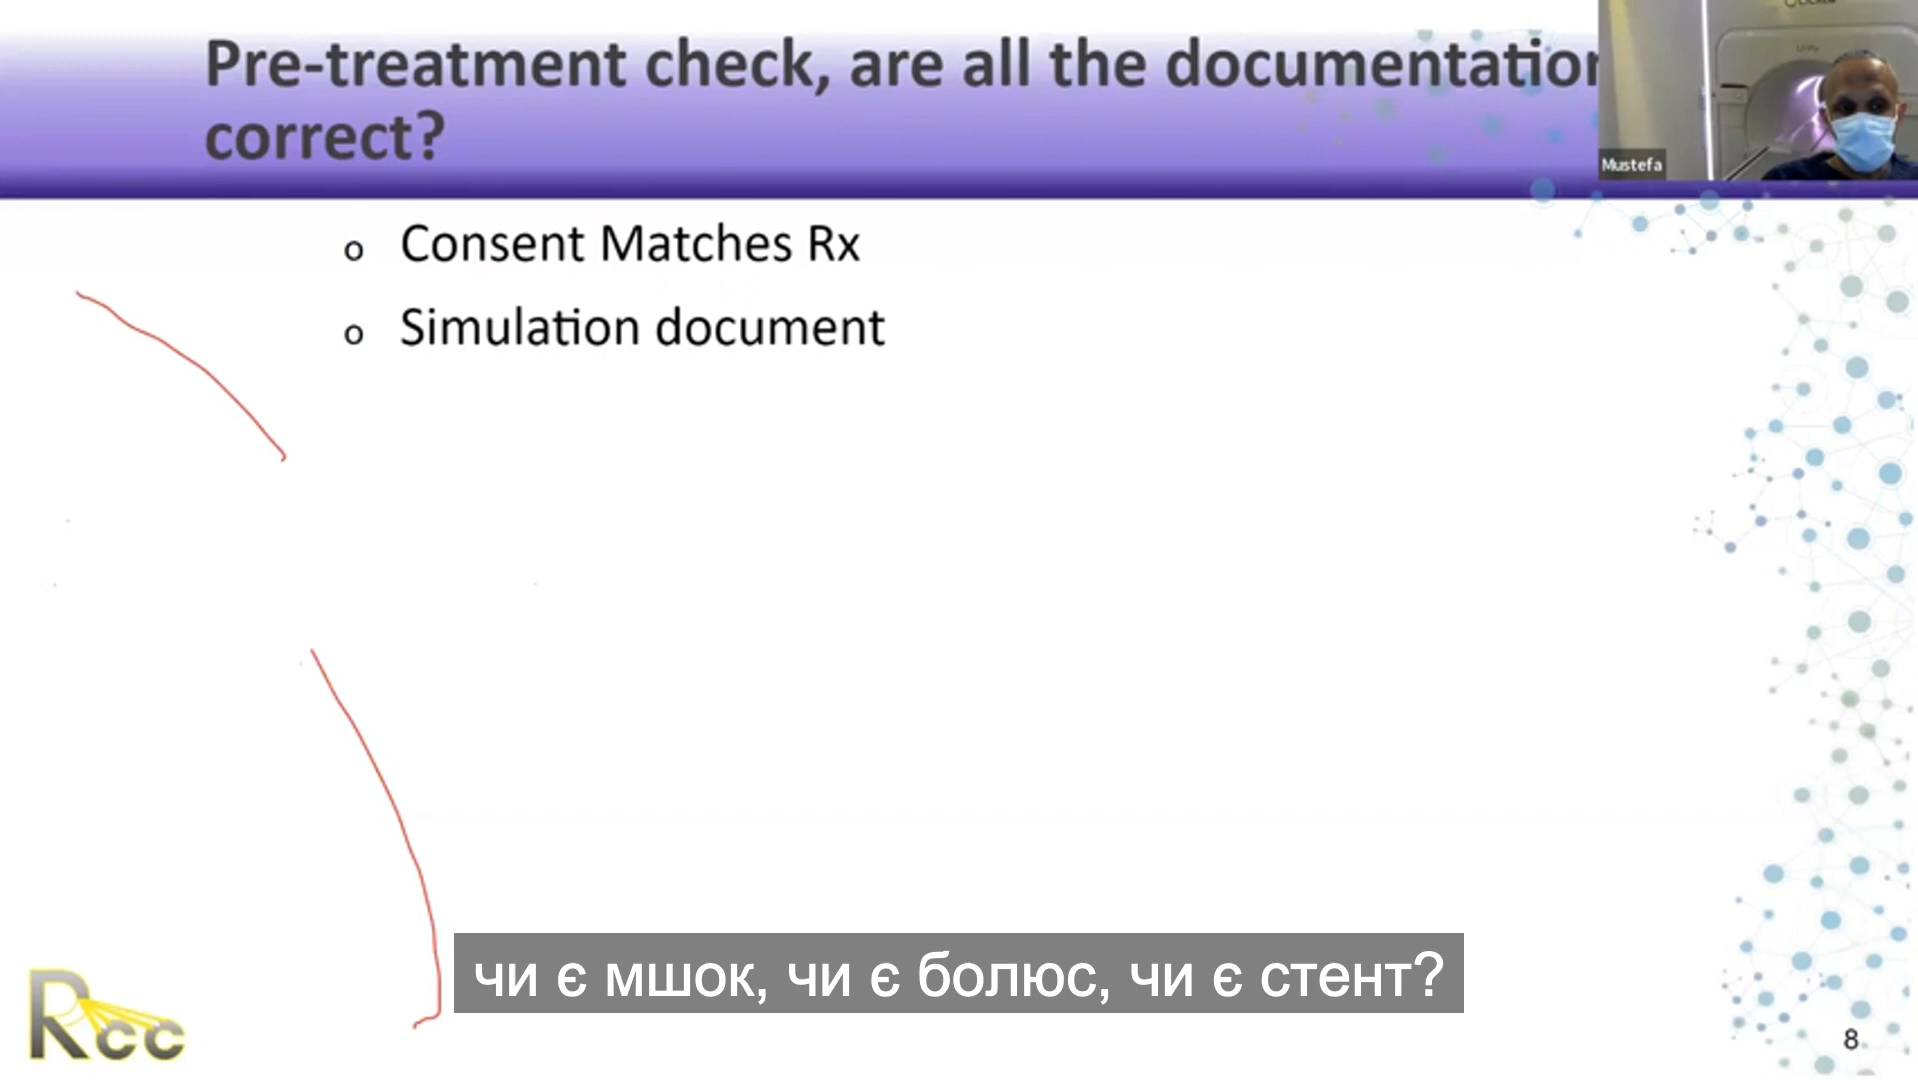 Pre-treatment check, are all the documentation
correct?
Mustefa
Unity
o Consent Matches Rx
o Simulation document
чи є мшок, чи є болюс, чи є стент?
Rcc
8